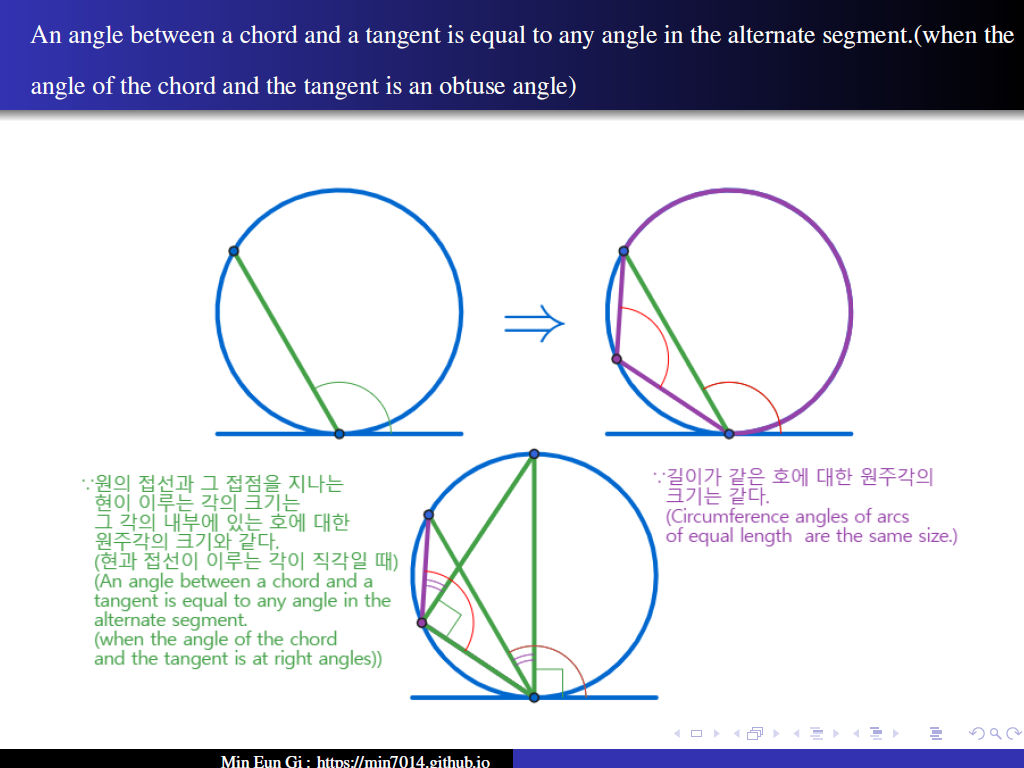 An angle between a chord and a tangent is equal to any angle in the alternate segment.(when the
angle of the chord and the tangent is an obtuse angle)
⇒
∵원의 접선과 그 접점을 지나는
현이 이루는 각의 크기는
그 각의 내부에 있는 호에 대한
원주각의 크기와 같다.
(현과 접선이 이루는 각이 직각일 때)
(An angle between a chord and a
tangent is equal to any angle in the
alternate segment.
(when the angle of the chord
and the tangent is at right angles))
∵길이가 같은 호에 대한 원주각의
크기는 같다.
(Circumference angles of arcs
of equal length are the same size.)
Min Eun Gi : https://min7014.github.io